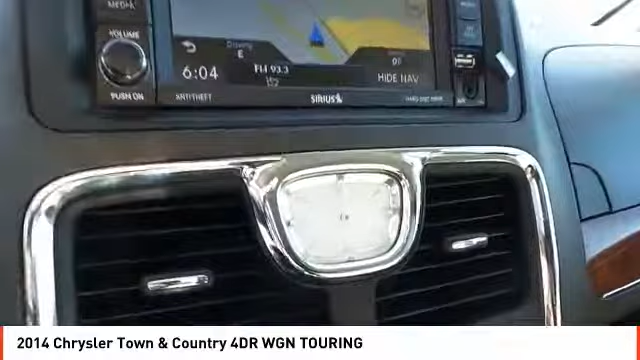 MEDIA
VOLUME
PUSH ON
E
6:04
FM 93.3
HIDE NAV
ANTI THEFT
SIRIUS
2014 Chrysler Town & Country 4DR WGN TOURING